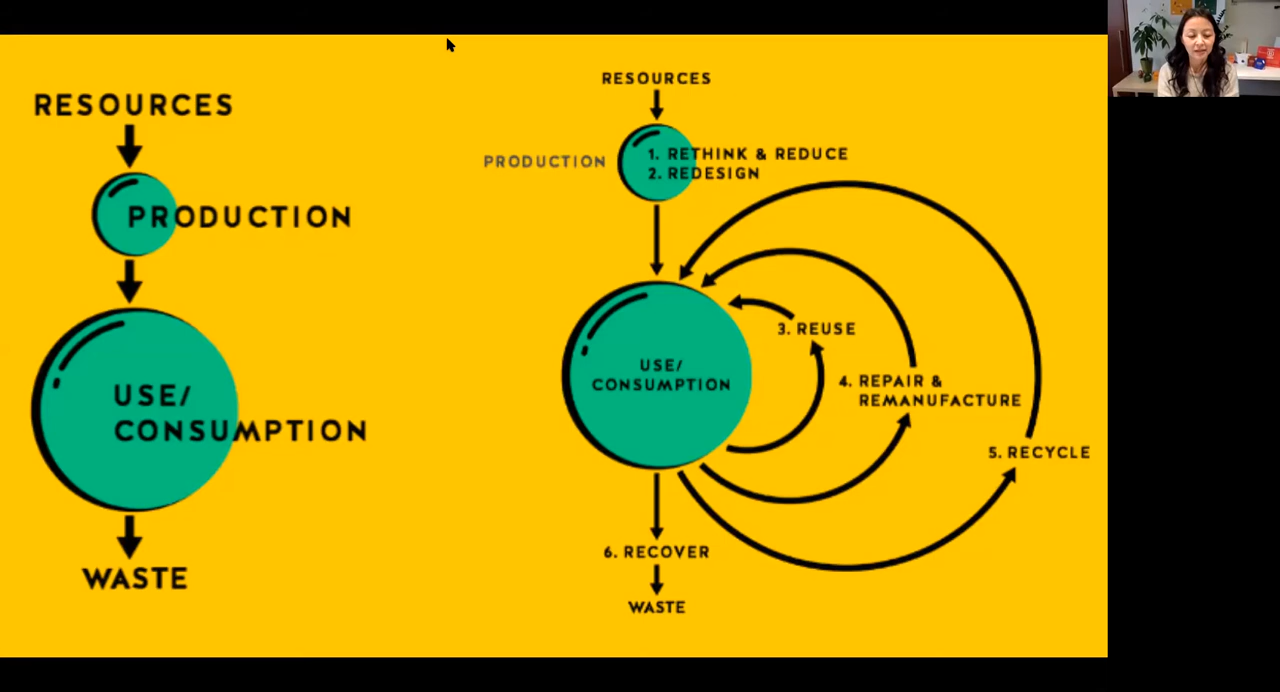 RESOURCES
PRODUCTION
USE/
CONSUMPTION
WASTE
RESOURCES
PRODUCTION
1. RETHINK & REDUCE
2. REDESIGN
USE/
CONSUMPTION
3. REUSE
4. REPAIR &
REMANUFACTURE
5. RECYCLE
6. RECOVER
WASTE